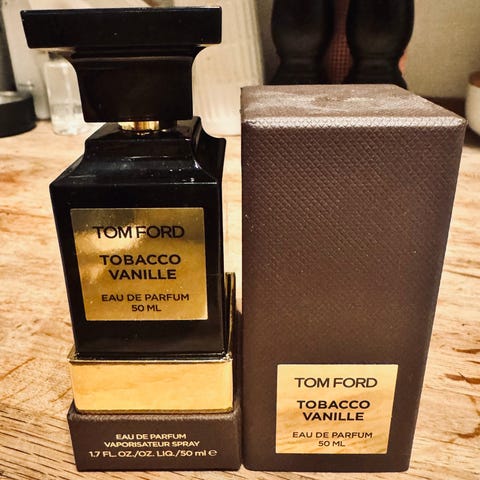 TOM FORD
TOBACCO
VANILLE
EAU DE PARFUM
50 ML
EAU DE PARFUM
VAPORISATEUR SPRAY
1.7 FL. OZ./OZ. LIQ./50 ml ℮
TOM FORD
TOBACCO
VANILLE
EAU DE PARFUM
50 ML